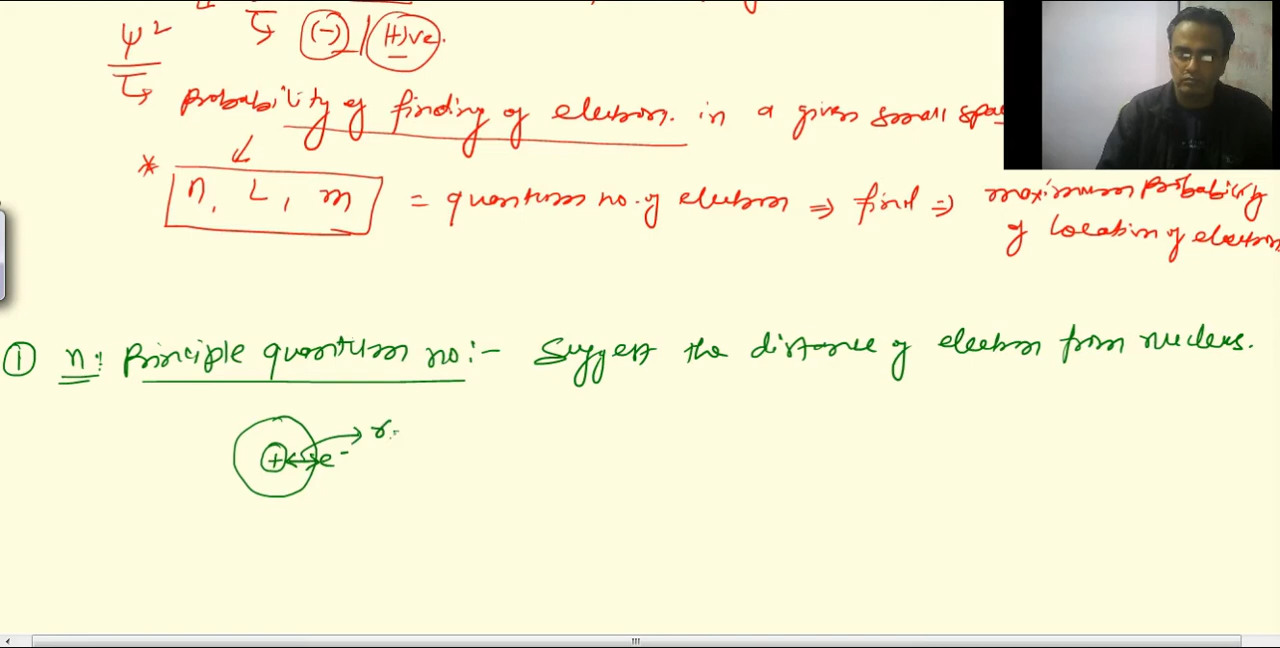 ψ²
(-) / (+)ve.
Probability of finding of electron. in a given small spa
* n, L, m = quantum no. of electron ⇒ find ⇒ maximum probability
of location of electron
① n: Principle quantum no:- Suggest the distance of electron from nucleus.
+ e- r.